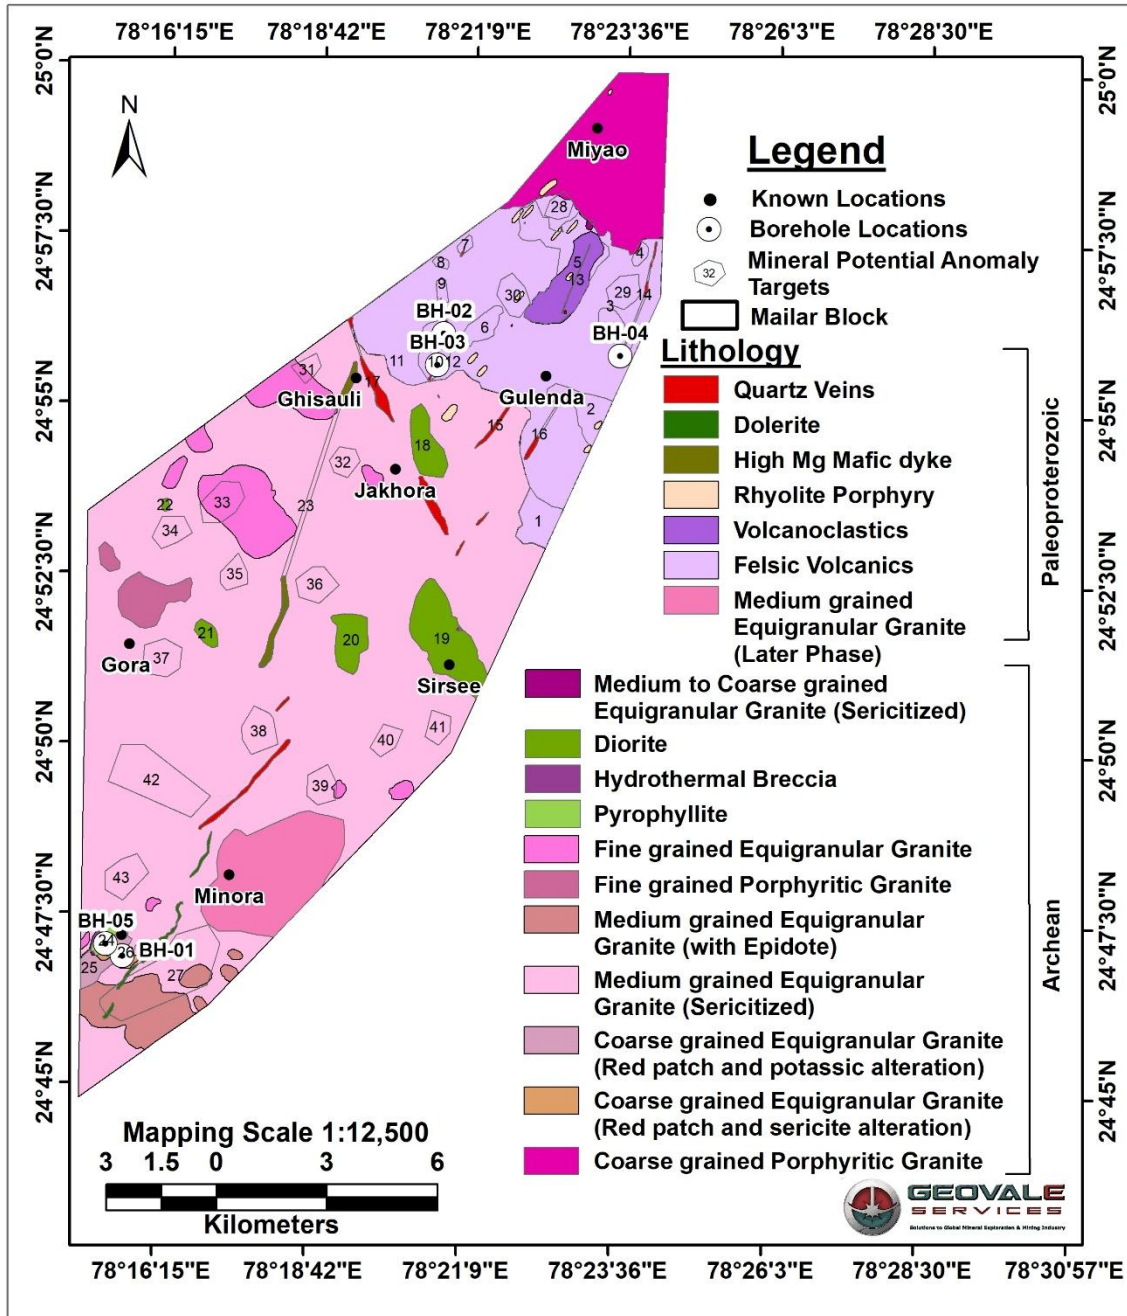 78°16'15"E 78°18'42"E 78°21'9"E 78°23'36"E 78°26'3"E 78°28'30"E
25°0'N
25°0'N
N
Miyao
Legend
Known Locations
Borehole Locations
32
Mineral Potential Anomaly
Targets
Mailar Block
28
24°57'30"N
24°57'30"N
7
8
5
4
9
13
30
29
14
3
BH-02
6
BH-03
BH-04
11
10
12
Lithology
31
17
Ghisauli
Gulenda
24°55'N
24°55'N
2
15
16
18
32
Jakhora
22
33
23
34
1
35
36
24°52'30"N
24°52'30"N
21
20
19
Gora
37
Sirsee
Quartz Veins
Dolerite
High Mg Mafic dyke
Rhyolite Porphyry
Volcanoclastics
Felsic Volcanics
Medium grained
Equigranular Granite
(Later Phase)
Paleoproterozoic
Medium to Coarse grained
Equigranular Granite (Sericitized)
Diorite
Hydrothermal Breccia
Pyrophyllite
Fine grained Equigranular Granite
Fine grained Porphyritic Granite
Medium grained Equigranular
Granite (with Epidote)
Medium grained Equigranular
Granite (Sericitized)
Coarse grained Equigranular Granite
(Red patch and potassic alteration)
Coarse grained Equigranular Granite
(Red patch and sericite alteration)
Coarse grained Porphyritic Granite
Archean
38
40
41
24°50'N
24°50'N
42
39
43
Minora
24°47'30"N
24°47'30"N
BH-05
24
26
BH-01
25
27
24°45'N
24°45'N
Mapping Scale 1:12,500
3 1.5 0 3 6
Kilometers
GEOVALE
SERVICES
Solutions to Global Mineral Exploration & Mining Industry
78°16'15"E 78°18'42"E 78°21'9"E 78°23'36"E 78°26'3"E 78°28'30"E 78°30'57"E